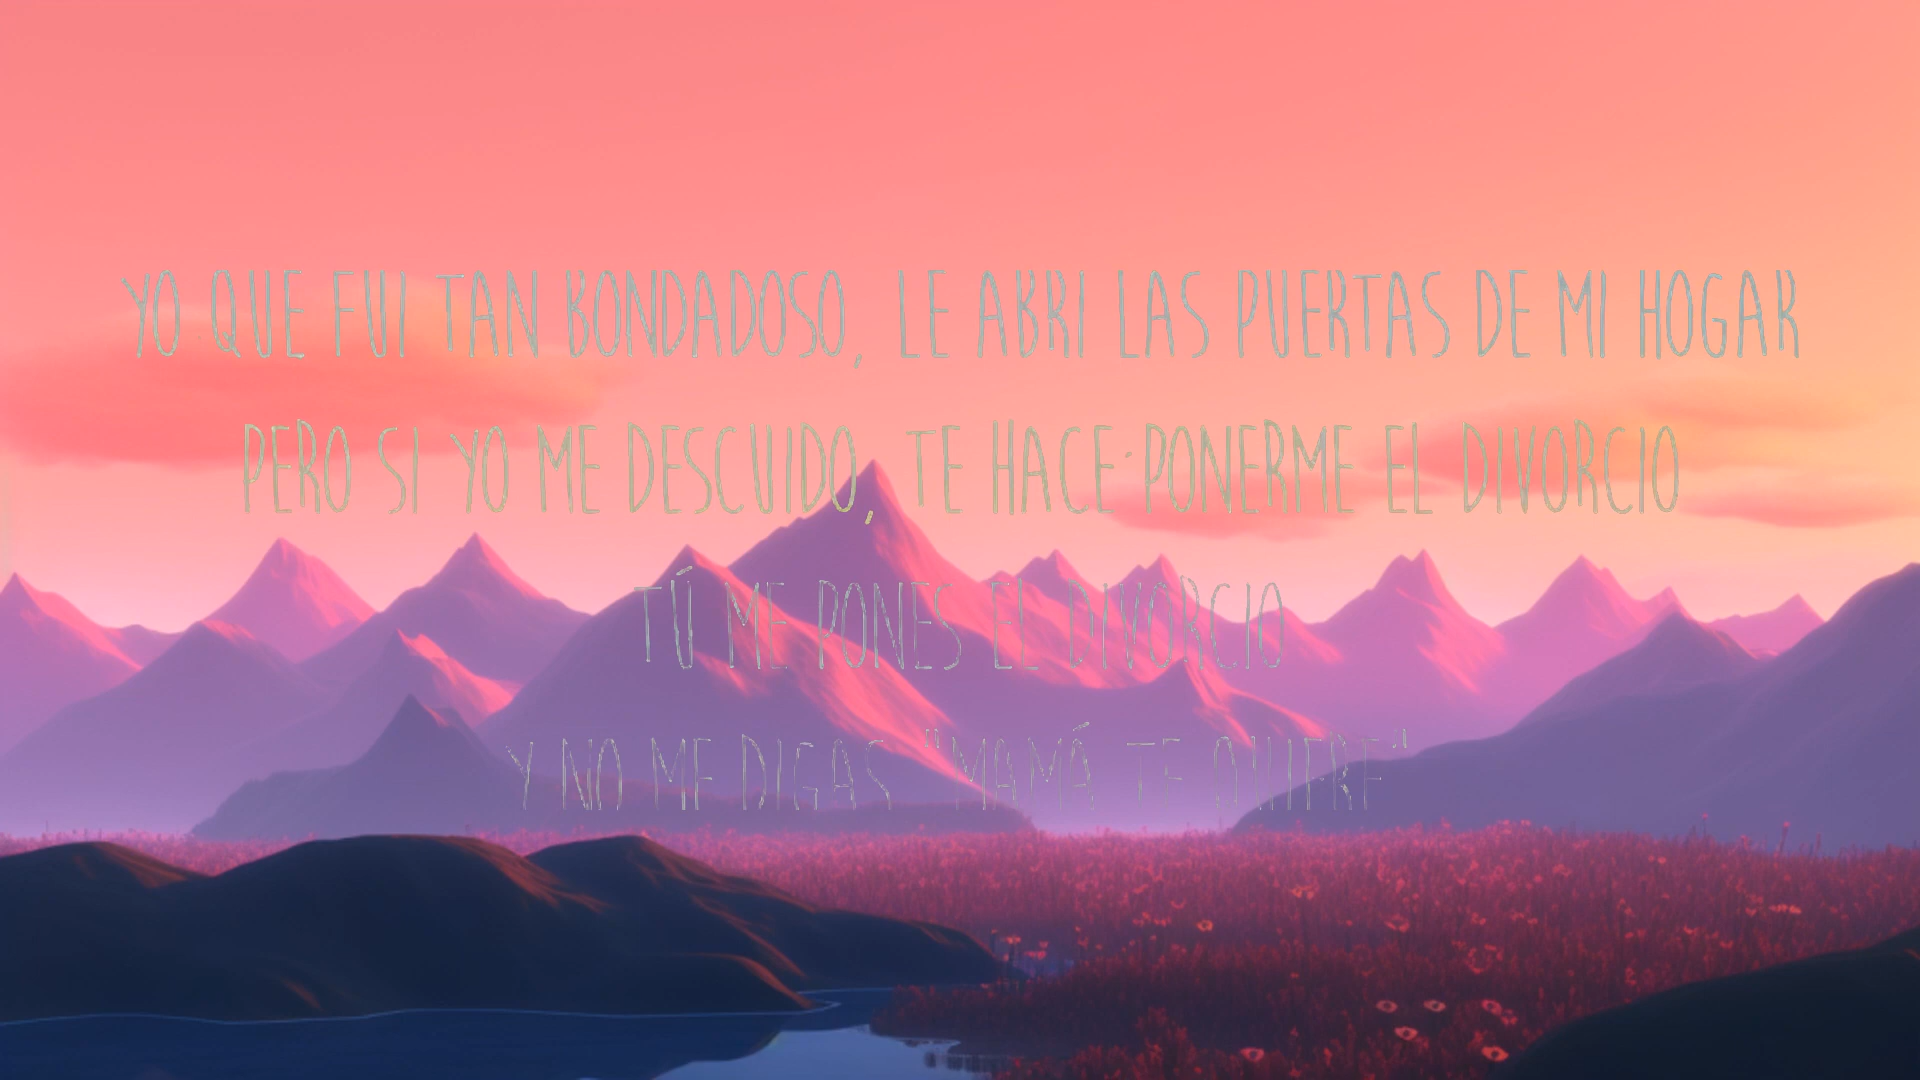 YO QUE FUI TAN BONDADOSO, LE ABRI LAS PUERTAS DE MI HOGAR
PERO SI YO ME DESCUIDO, TE HACE PONERME EL DIVORCIO
TÚ ME PONES EL DIVORCIO
Y NO ME DIGAS "MAMÁ TE QUIERE"